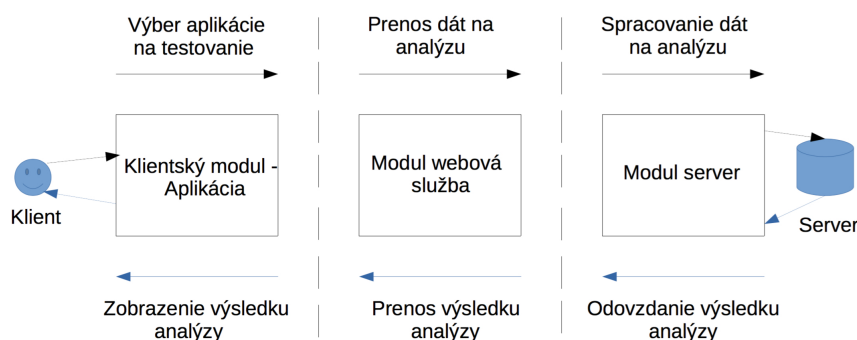 Výber aplikácie
na testovanie
Prenos dát na
analýzu
Spracovanie dát
na analýzu
Klientský modul -
Aplikácia
Modul webová
služba
Modul server
Klient
Server
Zobrazenie výsledku
analýzy
Prenos výsledku
analýzy
Odovzdanie výsledku
analýzy